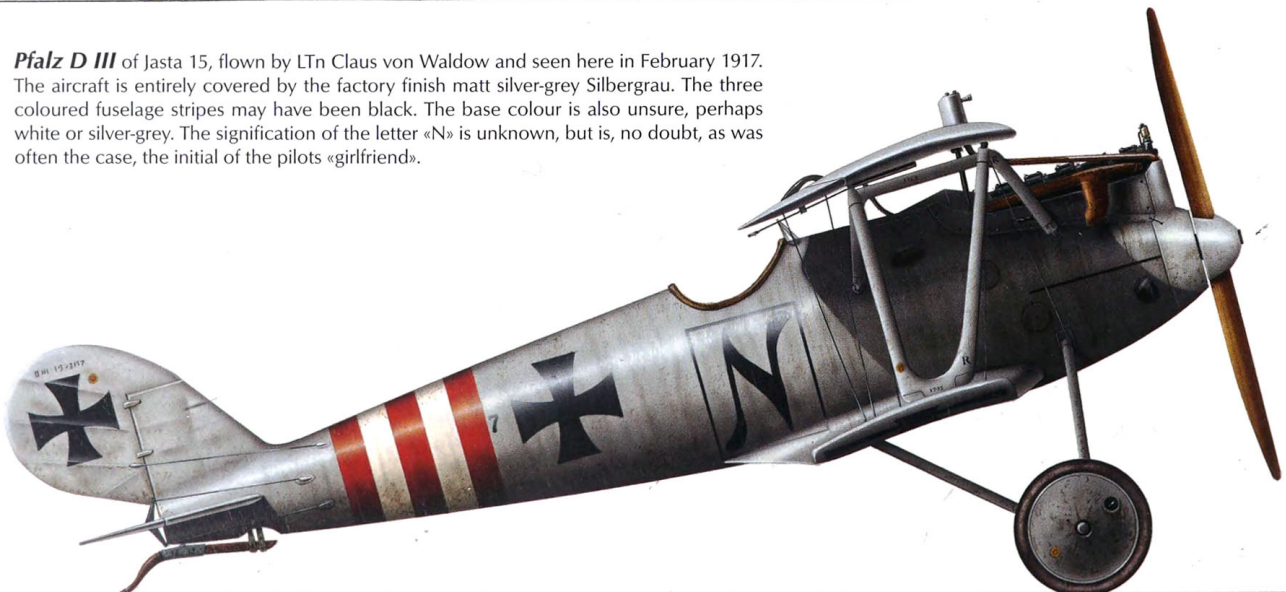 Pfalz D III of Jasta 15, flown by LTn Claus von Waldow and seen here in February 1917.
The aircraft is entirely covered by the factory finish matt silver-grey Silbergrau. The three
coloured fuselage stripes may have been black. The base colour is also unsure, perhaps
white or silver-grey. The signification of the letter «N» is unknown, but is, no doubt, as was
often the case, the initial of the pilots «girlfriend».
7
N
R